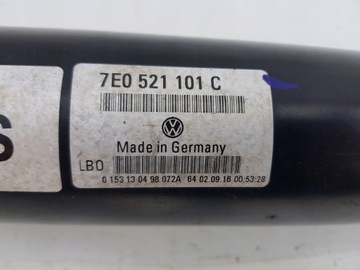 7E0 521 101 C
S
Made in Germany
LBO
0 153 13 04 98 072A 64 02.09.16 00:53:28